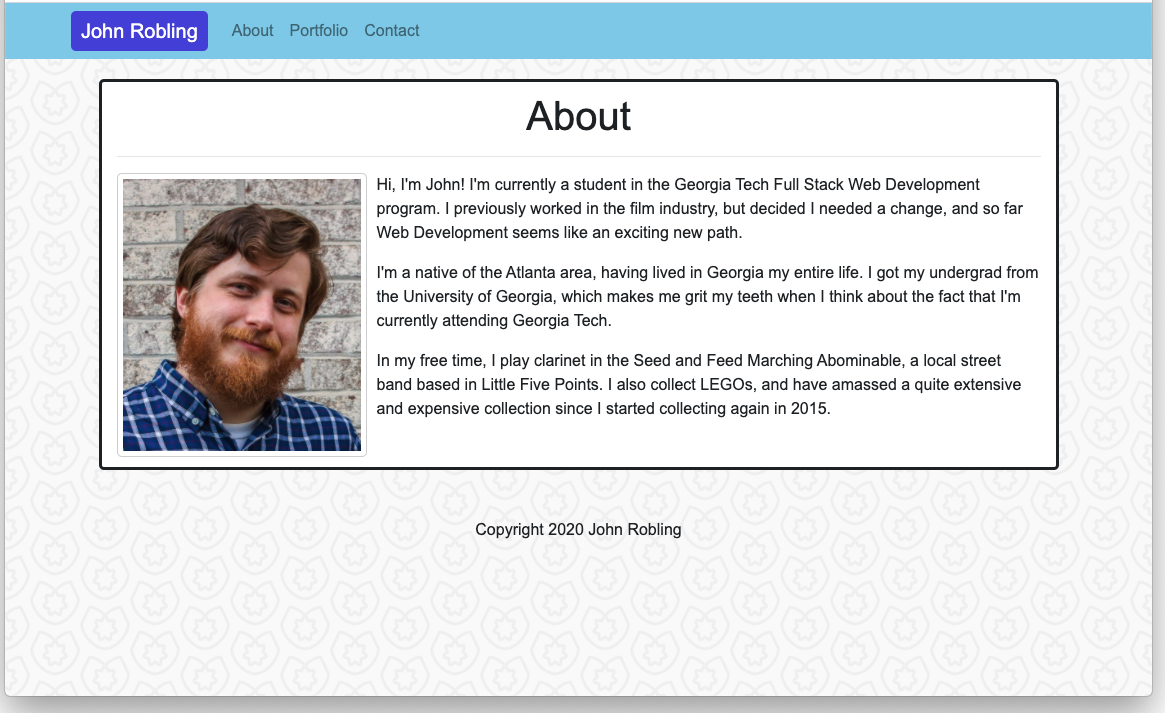 John Robling About Portfolio Contact
About
Hi, I'm John! I'm currently a student in the Georgia Tech Full Stack Web Development
program. I previously worked in the film industry, but decided I needed a change, and so far
Web Development seems like an exciting new path.
I'm a native of the Atlanta area, having lived in Georgia my entire life. I got my undergrad from
the University of Georgia, which makes me grit my teeth when I think about the fact that I'm
currently attending Georgia Tech.
In my free time, I play clarinet in the Seed and Feed Marching Abominable, a local street
band based in Little Five Points. I also collect LEGOs, and have amassed a quite extensive
and expensive collection since I started collecting again in 2015.
Copyright 2020 John Robling